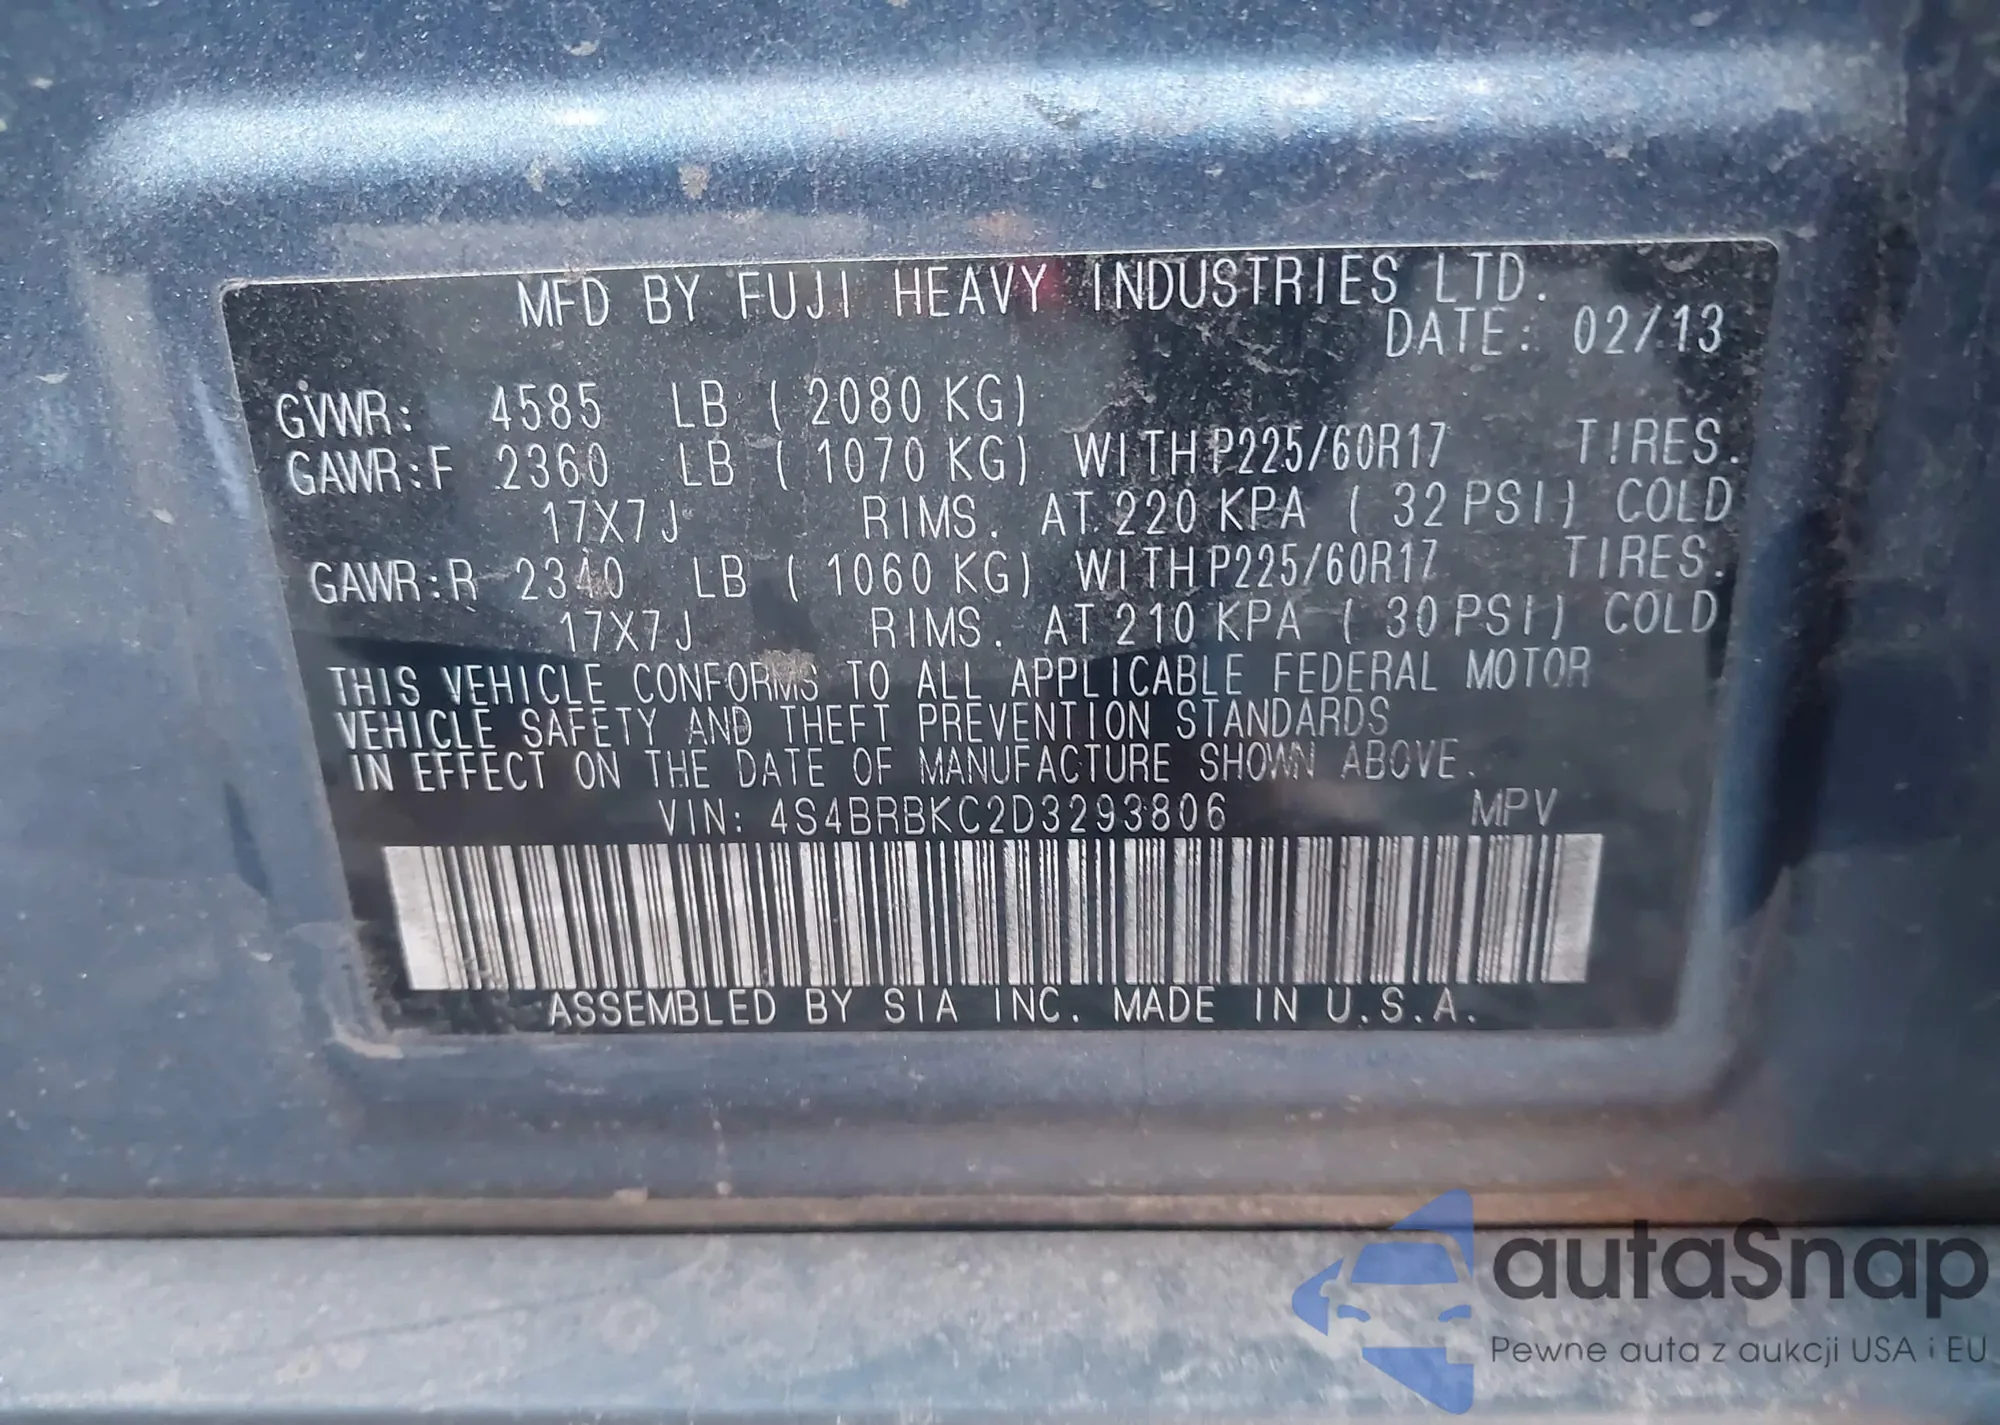 MFD BY FUJI HEAVY INDUSTRIES LTD.
DATE: 02/13
GVWR: 4585 LB ( 2080 KG)
GAWR:F 2360 LB ( 1070 KG) WITH P225/60R17 TIRES.
17X7J RIMS. AT 220 KPA ( 32 PSI) COLD
GAWR:R 2340 LB ( 1060 KG) WITH P225/60R17 TIRES.
17X7J RIMS. AT 210 KPA ( 30 PSI) COLD
THIS VEHICLE CONFORMS TO ALL APPLICABLE FEDERAL MOTOR
VEHICLE SAFETY AND THEFT PREVENTION STANDARDS
IN EFFECT ON THE DATE OF MANUFACTURE SHOWN ABOVE.
VIN: 4S4BRBKC2D3293806 MPV
ASSEMBLED BY SIA INC. MADE IN U.S.A.
autaSnap
Pewne auta z aukcji USA i EU